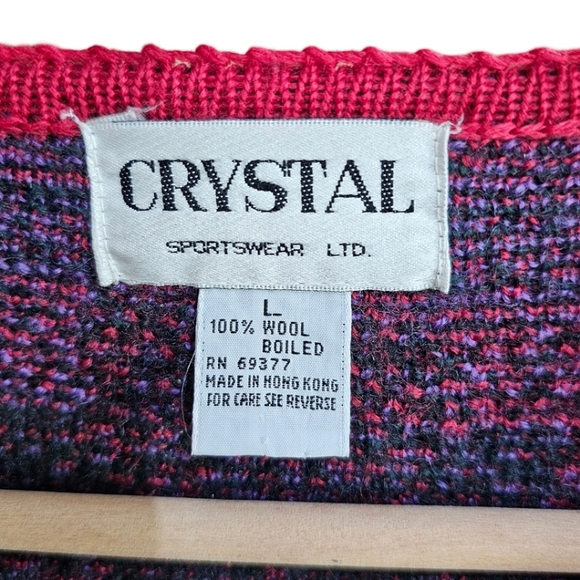 CRYSTAL
SPORTSWEAR LTD.
L
100% WOOL
BOILED
RN 69377
MADE IN HONG KONG
FOR CARE SEE REVERSE